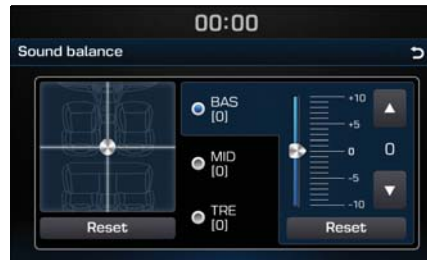 00:00
Sound balance
BAS
[0]
MID
[0]
TRE
[0]
+10
+5
0
-5
-10
0
Reset
Reset